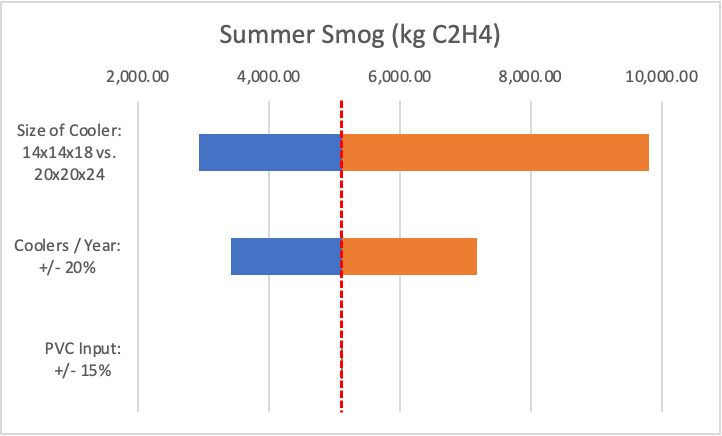 Summer Smog (kg C2H4)
2,000.00 4,000.00 6,000.00 8,000.00 10,000.00
Size of Cooler:
14x14x18 vs.
20x20x24
Coolers / Year:
+/- 20%
PVC Input:
+/- 15%